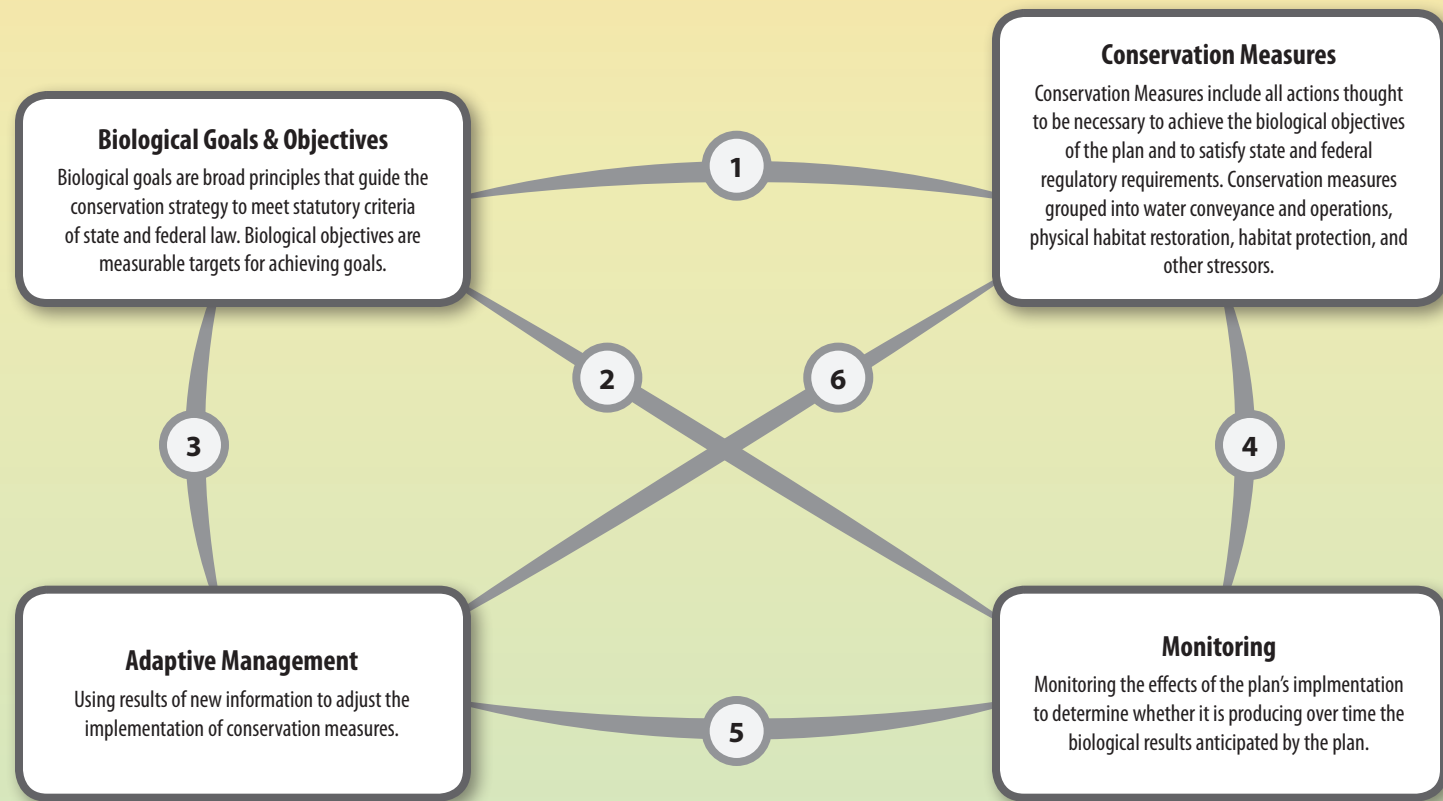 Biological Goals & Objectives
Biological goals are broad principles that guide the
conservation strategy to meet statutory criteria
of state and federal law. Biological objectives are
measurable targets for achieving goals.
1
Conservation Measures
Conservation Measures include all actions thought
to be necessary to achieve the biological objectives
of the plan and to satisfy state and federal
regulatory requirements. Conservation measures
grouped into water conveyance and operations,
physical habitat restoration, habitat protection, and
other stressors.
2
6
3
4
Adaptive Management
Using results of new information to adjust the
implementation of conservation measures.
5
Monitoring
Monitoring the effects of the plan's implmentation
to determine whether it is producing over time the
biological results anticipated by the plan.